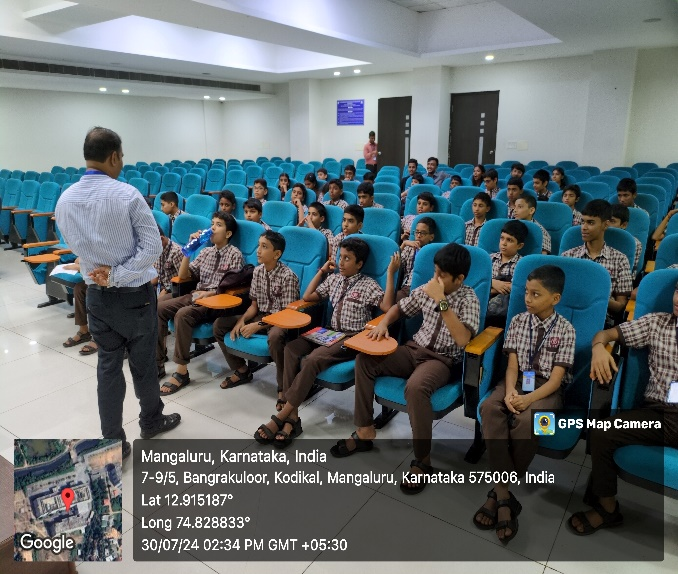 GPS Map Camera
Mangaluru, Karnataka, India
7-9/5, Bangrakuloor, Kodikal, Mangaluru, Karnataka 575006, India
Lat 12.915187°
Long 74.828833°
30/07/24 02:34 PM GMT +05:30
Google